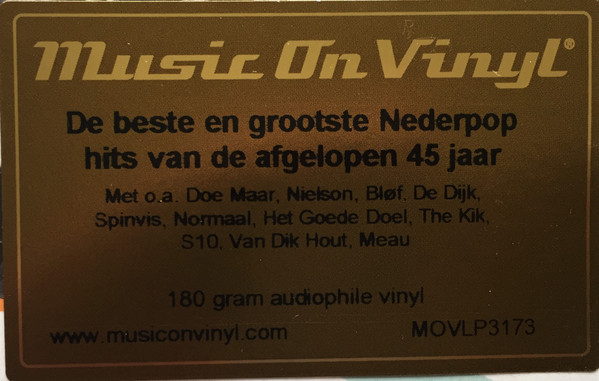 Music On Vinyl®
De beste en grootste Nederpop
hits van de afgelopen 45 jaar
Met o.a. Doe Maar, Nielson, Bløf. De Dijk,
Spinvis, Normaal, Het Goede Doel, The Kik,
S10, Van Dik Hout, Meau
180 gram audiophile vinyl
www.musiconvinyl.com MOVLP3173